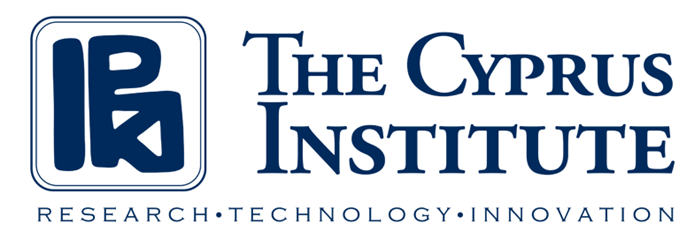 THE CYPRUS
INSTITUTE
RESEARCH•TECHNOLOGY•INNOVATION